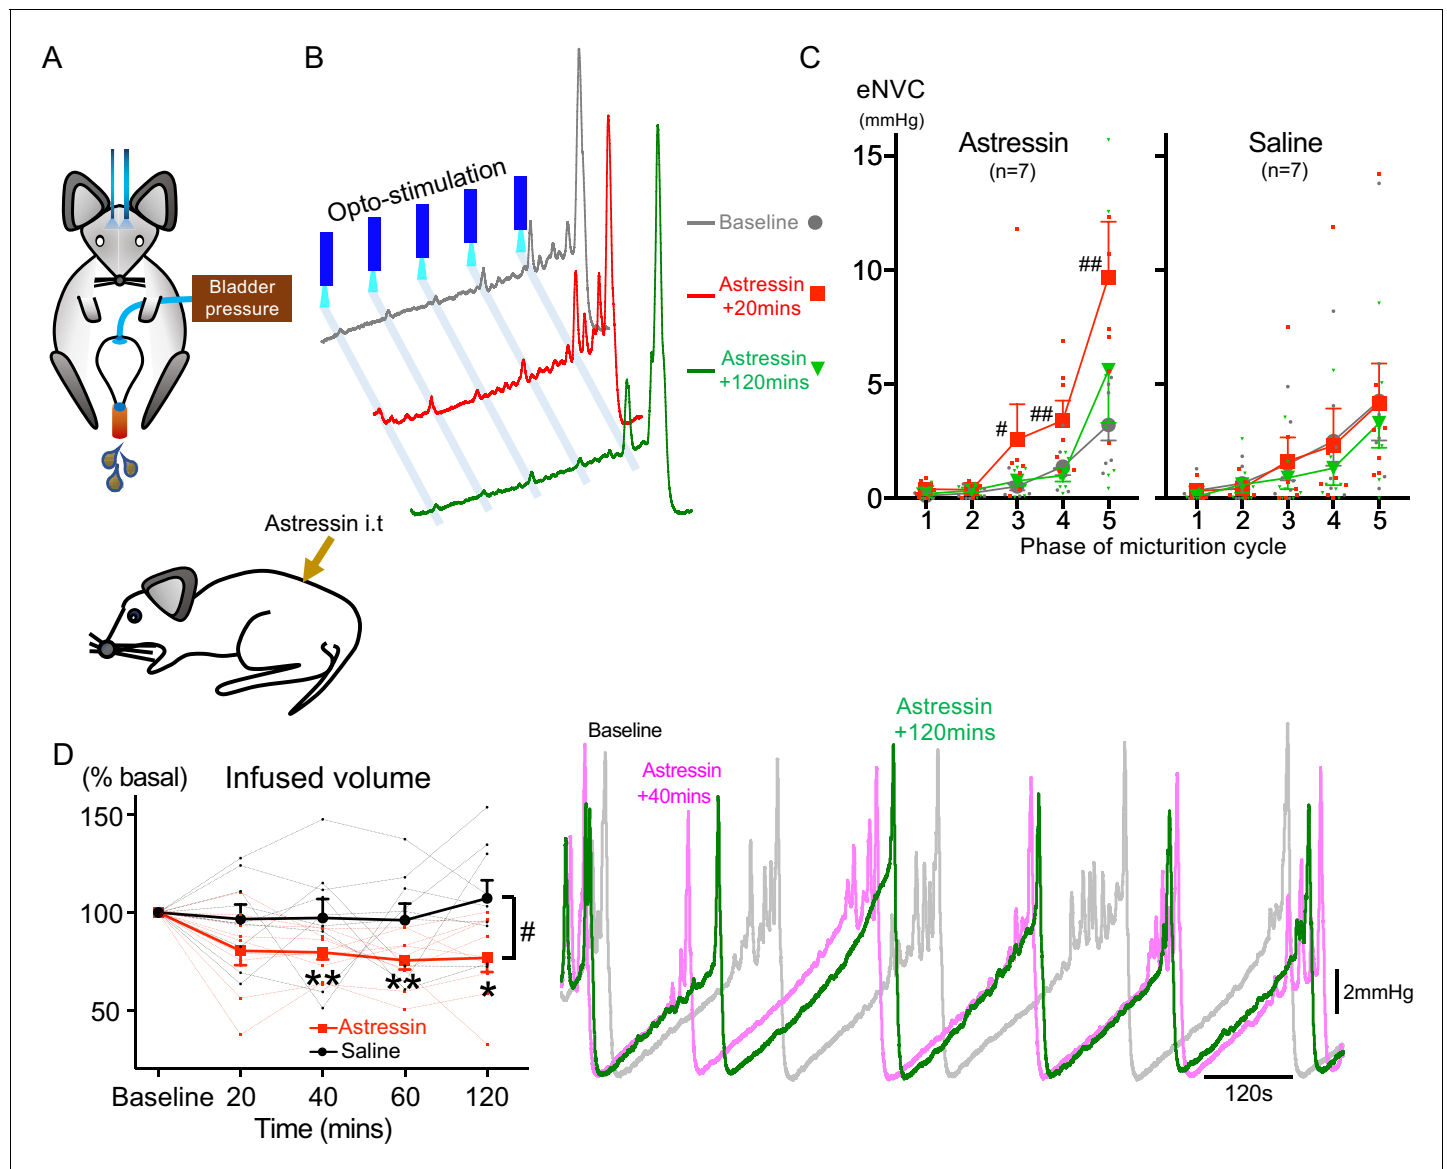 A
B
C
Opto-stimulation
Bladder
pressure
Baseline
Astressin
+20mins
Astressin
+120mins
eNVC
(mmHg)
Astressin
(n=7)
Saline
(n=7)
15
10
5
0
#
##
##
1 2 3 4 5
1 2 3 4 5
Phase of micturition cycle
Astressin i.t
D
(% basal)
Infused volume
150
100
50
#
** ** *
Astressin
Saline
Baseline 20 40 60 120
Time (mins)
Baseline
Astressin
+40mins
Astressin
+120mins
2mmHg
120s